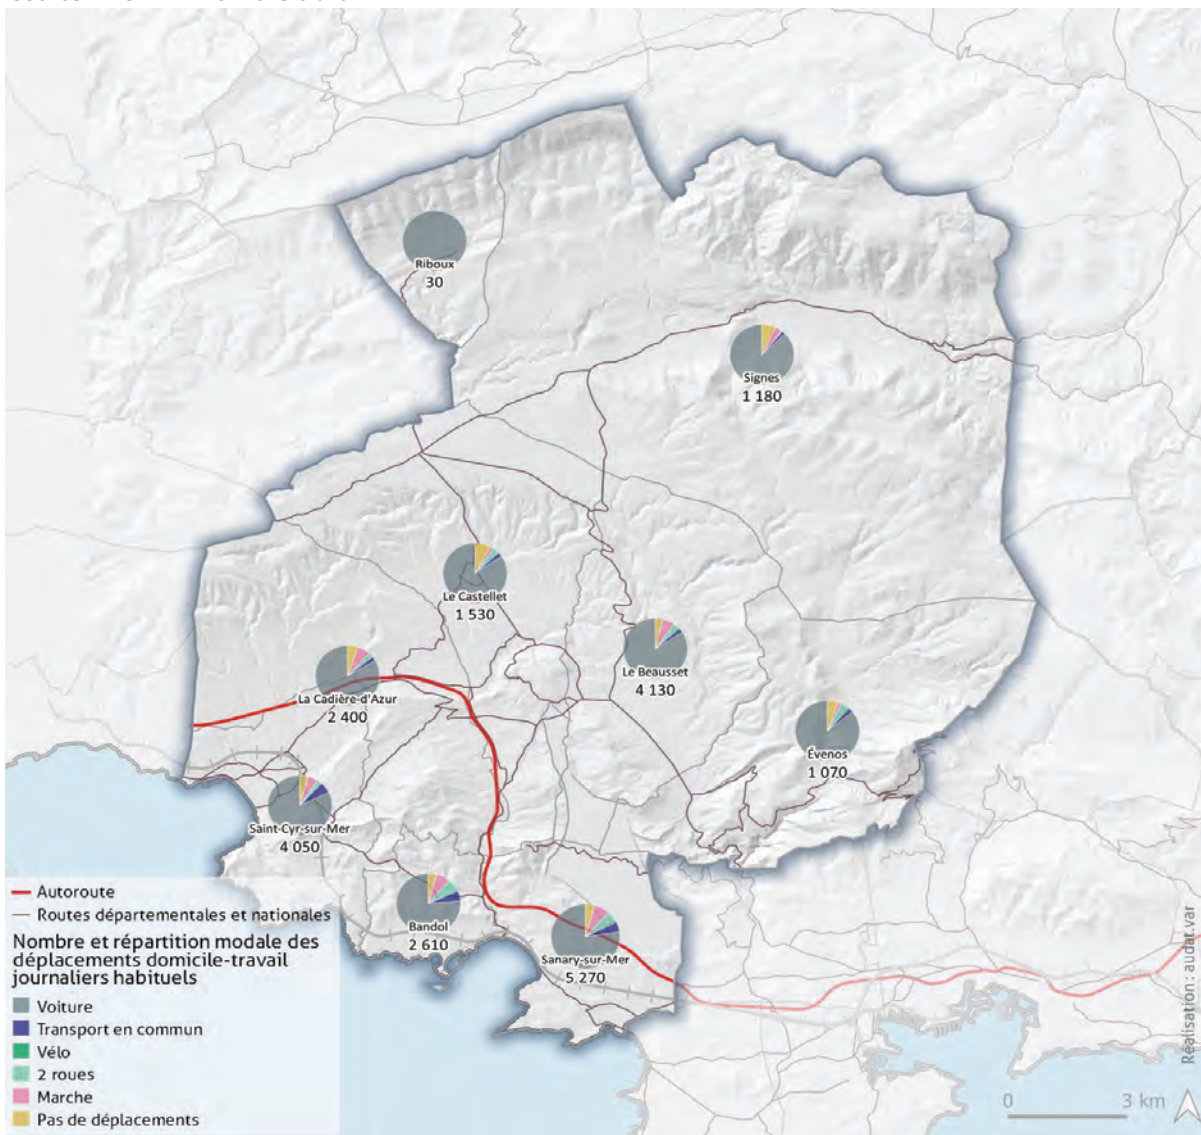 Riboux
30
Signes
1 180
Le Castellet
1 530
Le Beausset
4 130
La Cadière-d'Azur
2 400
Évenos
1 070
Saint-Cyr-sur-Mer
4 050
Bandol
2 610
Sanary-sur-Mer
5 270
Autoroute
Routes départementales et nationales
Nombre et répartition modale des
déplacements domicile-travail
journaliers habituels
Voiture
Transport en commun
Vélo
2 roues
Marche
Pas de déplacements
0 3 km
Réalisation : audat.var